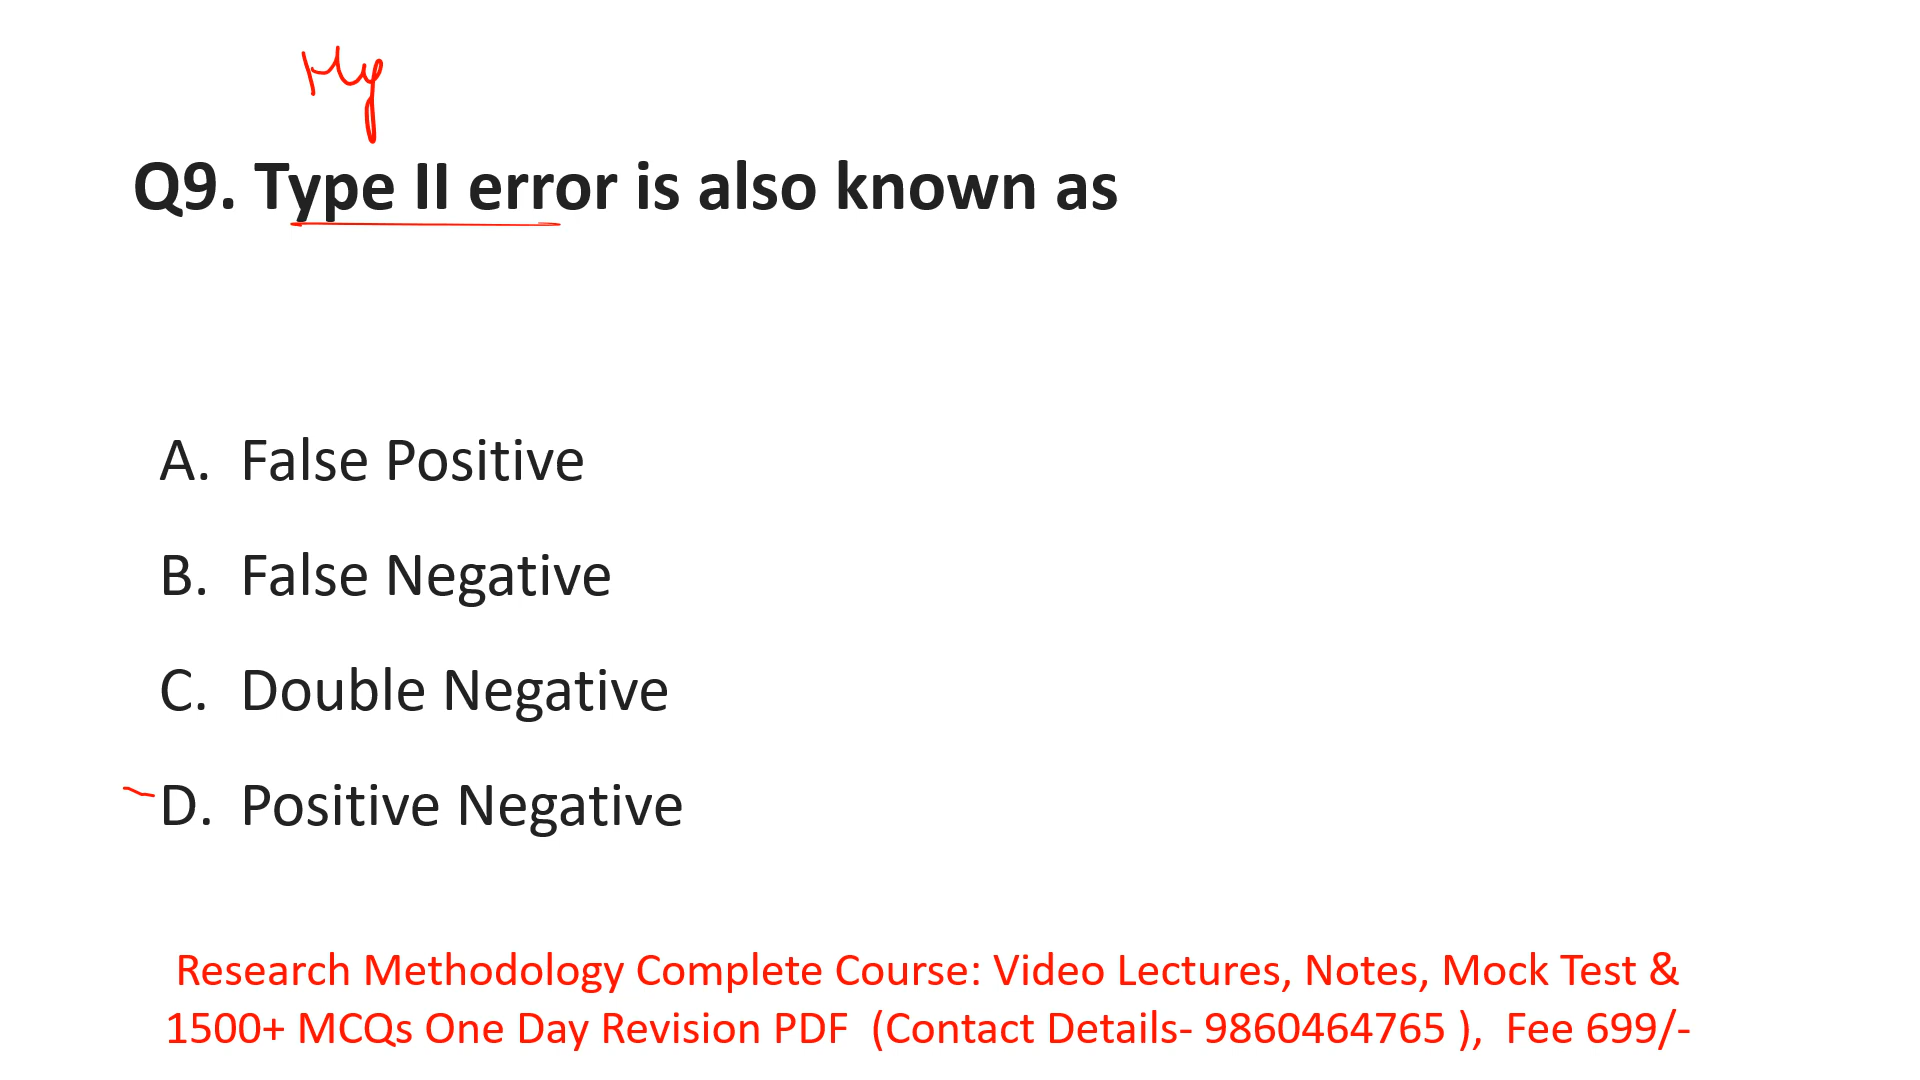 Hy
Q9. Type II error is also known as
A. False Positive
B. False Negative
C. Double Negative
D. Positive Negative
Research Methodology Complete Course: Video Lectures, Notes, Mock Test &
1500+ MCQs One Day Revision PDF (Contact Details- 9860464765 ), Fee 699/-